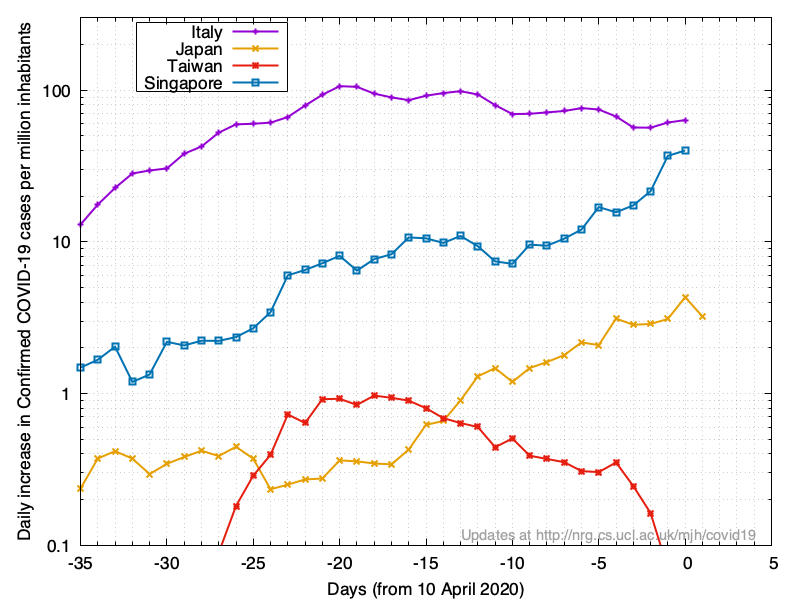 Italy
Japan
Taiwan
Singapore
100
10
1
0.1
Daily increase in Confirmed COVID-19 cases per million inhabitants
Updates at http://nrg.cs.ucl.ac.uk/mjh/covid19
-35 -30 -25 -20 -15 -10 -5 0 5
Days (from 10 April 2020)